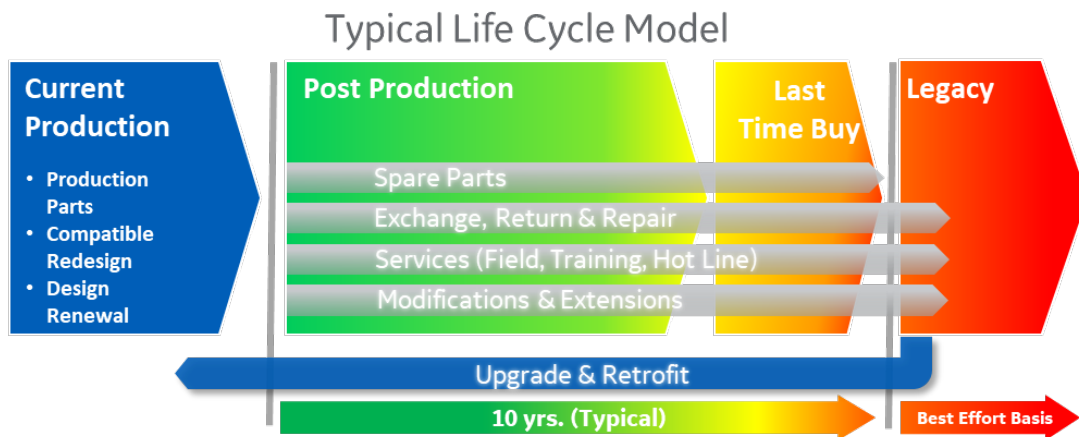 Typical Life Cycle Model
Current
Production
• Production
Parts
• Compatible
Redesign
• Design
Renewal
Post Production
Last
Time Buy
Legacy
Spare Parts
Exchange, Return & Repair
Services (Field, Training, Hot Line)
Modifications & Extensions
Upgrade & Retrofit
10 yrs. (Typical)
Best Effort Basis